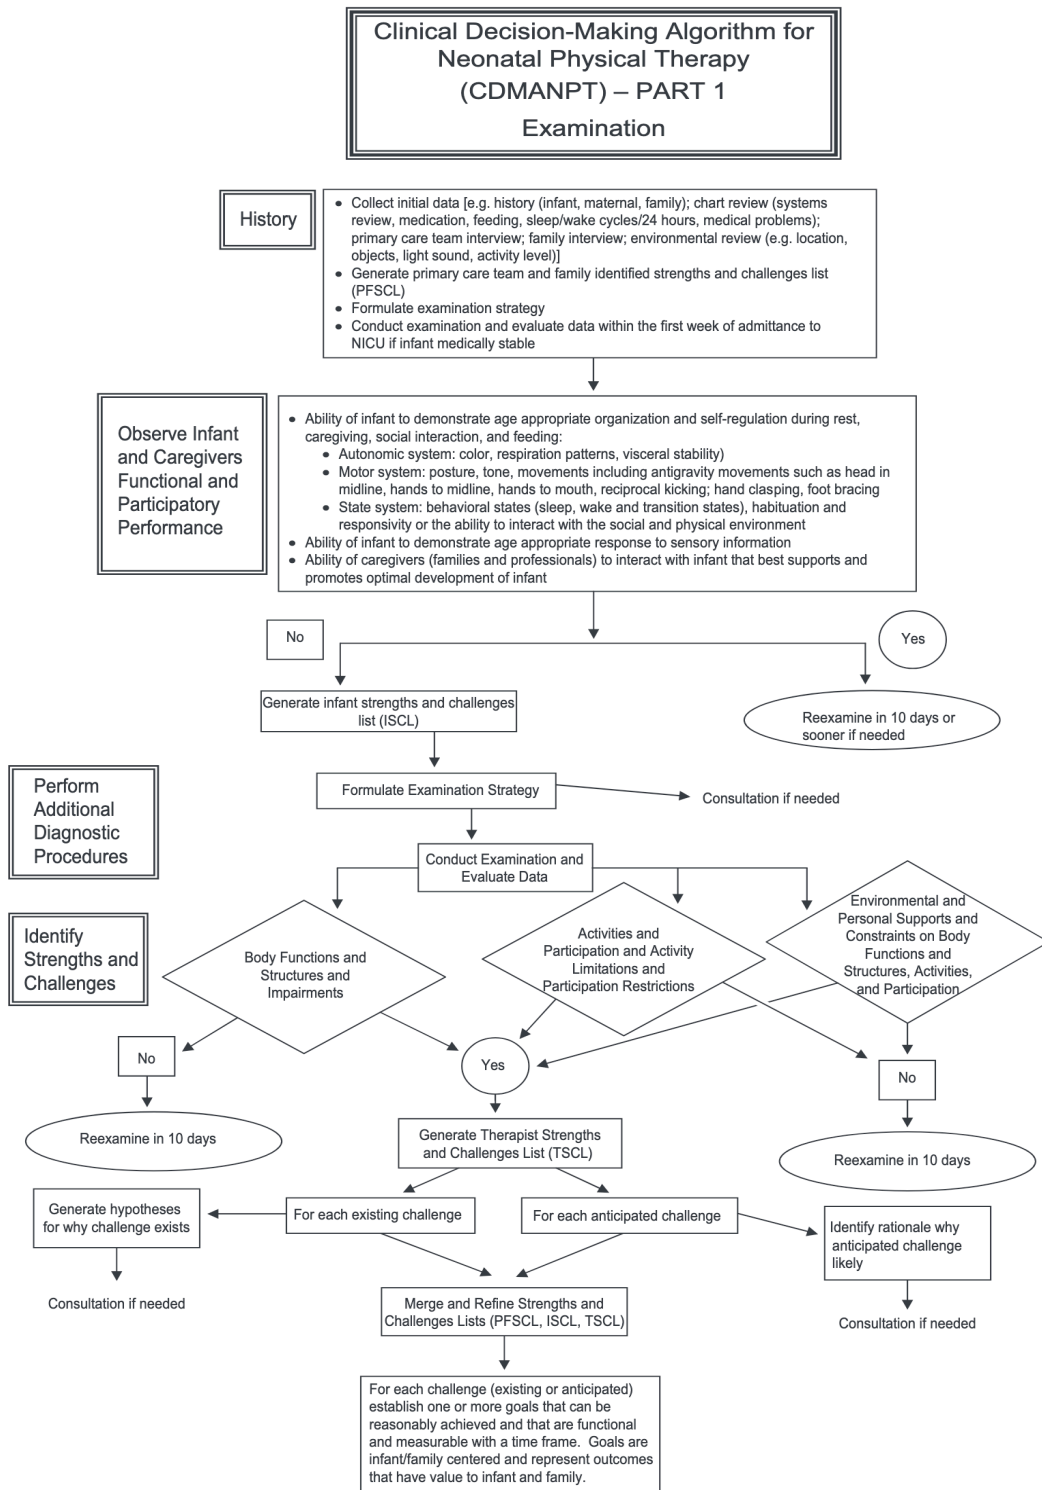 Clinical Decision-Making Algorithm for
Neonatal Physical Therapy
(CDMANPT) – PART 1
Examination
History
• Collect initial data [e.g. history (infant, maternal, family); chart review (systems
review, medication, feeding, sleep/wake cycles/24 hours, medical problems);
primary care team interview; family interview; environmental review (e.g. location,
objects, light sound, activity level)]
• Generate primary care team and family identified strengths and challenges list
(PFSCL)
• Formulate examination strategy
• Conduct examination and evaluate data within the first week of admittance to
NICU if infant medically stable
Observe Infant
and Caregivers
Functional and
Participatory
Performance
• Ability of infant to demonstrate age appropriate organization and self-regulation during rest,
caregiving, social interaction, and feeding:
• Autonomic system: color, respiration patterns, visceral stability)
• Motor system: posture, tone, movements including antigravity movements such as head in
midline, hands to midline, hands to mouth, reciprocal kicking; hand clasping, foot bracing
• State system: behavioral states (sleep, wake and transition states), habituation and
responsivity or the ability to interact with the social and physical environment
• Ability of infant to demonstrate age appropriate response to sensory information
• Ability of caregivers (families and professionals) to interact with infant that best supports and
promotes optimal development of infant
No
Yes
Generate infant strengths and challenges
list (ISCL)
Reexamine in 10 days or
sooner if needed
Perform
Additional
Diagnostic
Procedures
Formulate Examination Strategy
Consultation if needed
Conduct Examination and
Evaluate Data
Identify
Strengths and
Challenges
Body Functions and
Structures and
Impairments
Activities and
Participation and Activity
Limitations and
Participation Restrictions
Environmental and
Personal Supports and
Constraints on Body
Functions and
Structures, Activities,
and Participation
No
Yes
No
Reexamine in 10 days
Generate Therapist Strengths
and Challenges List (TSCL)
Reexamine in 10 days
Generate hypotheses
for why challenge exists
For each existing challenge
For each anticipated challenge
Identify rationale why
anticipated challenge
likely
Consultation if needed
Merge and Refine Strengths and
Challenges Lists (PFSCL, ISCL, TSCL)
Consultation if needed
For each challenge (existing or anticipated)
establish one or more goals that can be
reasonably achieved and that are functional
and measurable with a time frame.  Goals are
infant/family centered and represent outcomes
that have value to infant and family.